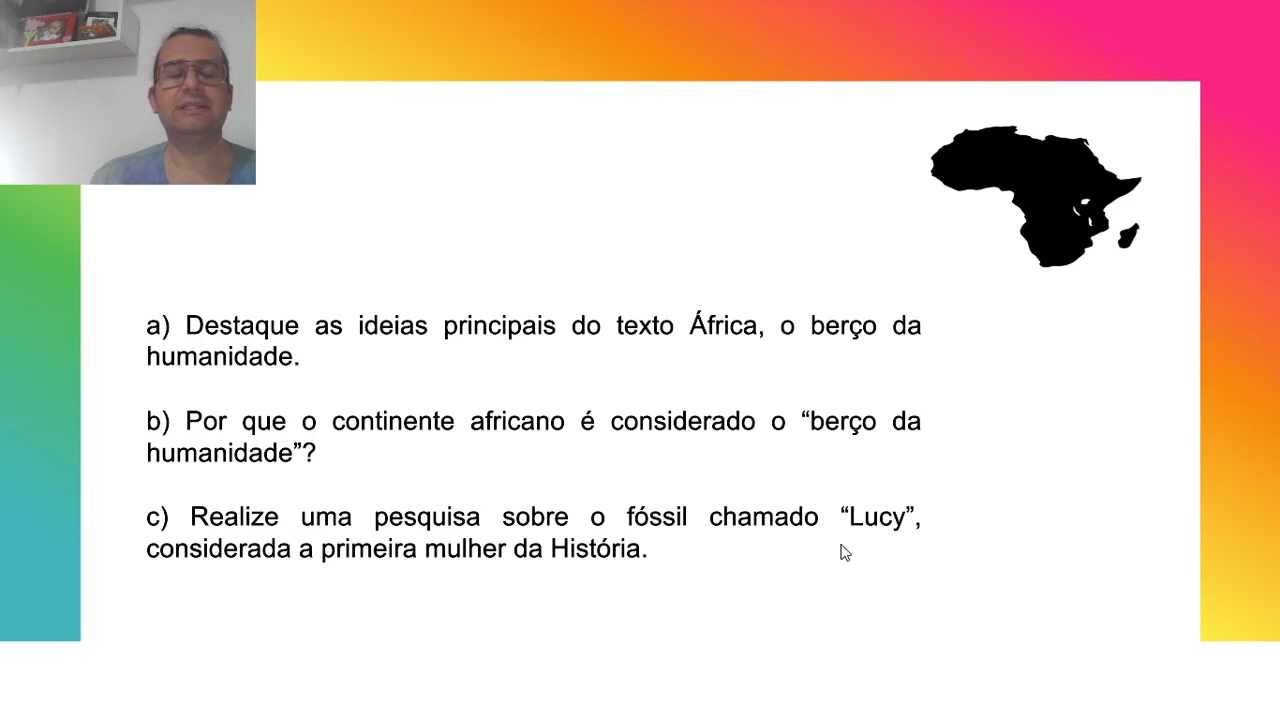 a) Destaque as ideias principais do texto África, o berço da
humanidade.
b) Por que o continente africano é considerado o “berço da
humanidade”?
c) Realize uma pesquisa sobre o fóssil chamado “Lucy”,
considerada a primeira mulher da História.